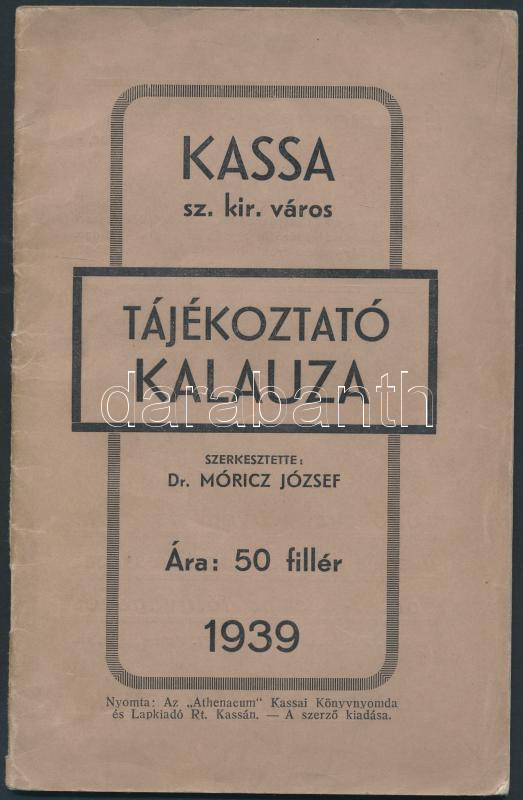 KASSA
sz. kir. város
TÁJÉKOZTATÓ
KALAUZA
darabanth
SZERKESZTETTE:
Dr. MÓRICZ JÓZSEF
Ára: 50 fillér
1939
Nyomta: Az „Athenaeum" Kassai Könyvnyomda
és Lapkiadó Rt. Kassán. — A szerző kiadása.